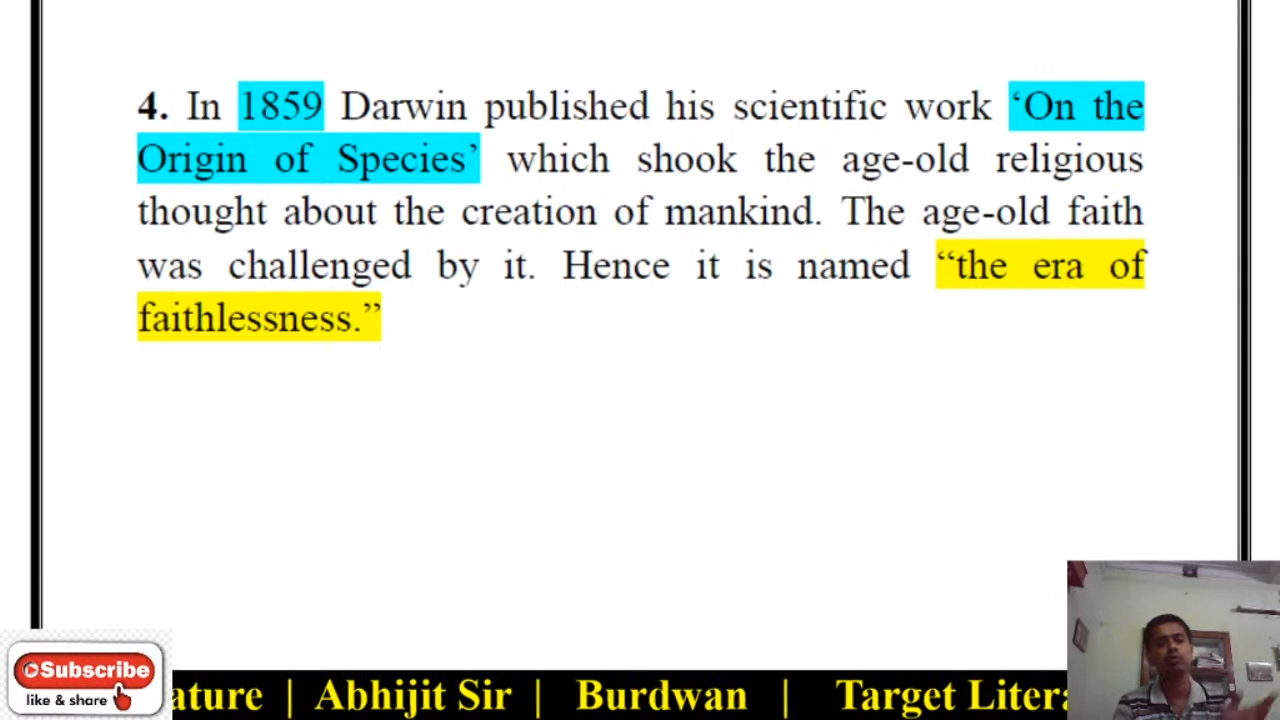 4. In 1859 Darwin published his scientific work ‘On the
Origin of Species’ which shook the age-old religious
thought about the creation of mankind. The age-old faith
was challenged by it. Hence it is named “the era of
faithlessness.”
Subscribe
like & share
ature | Abhijit Sir | Burdwan | Target Litera